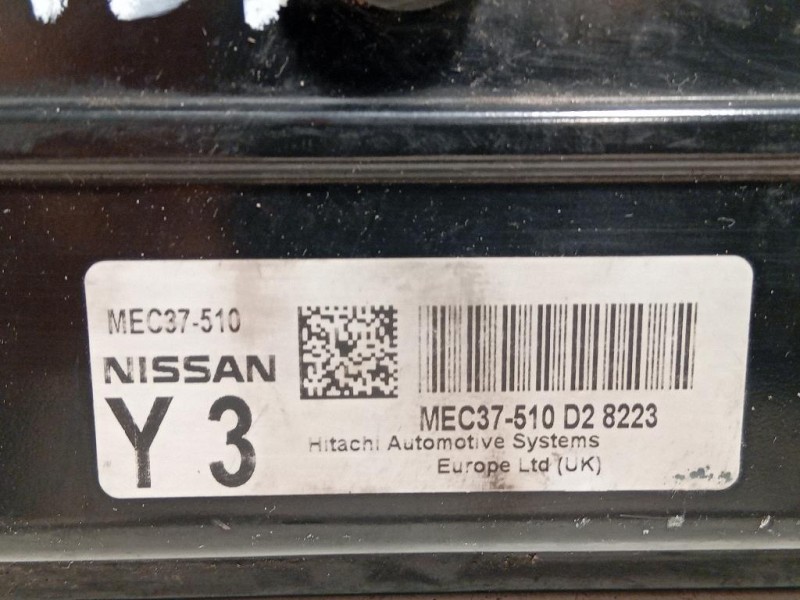 MEC37-510
NISSAN
Y 3
MEC37-510 D2 8223
Hitachi Automotive Systems
Europe Ltd (UK)